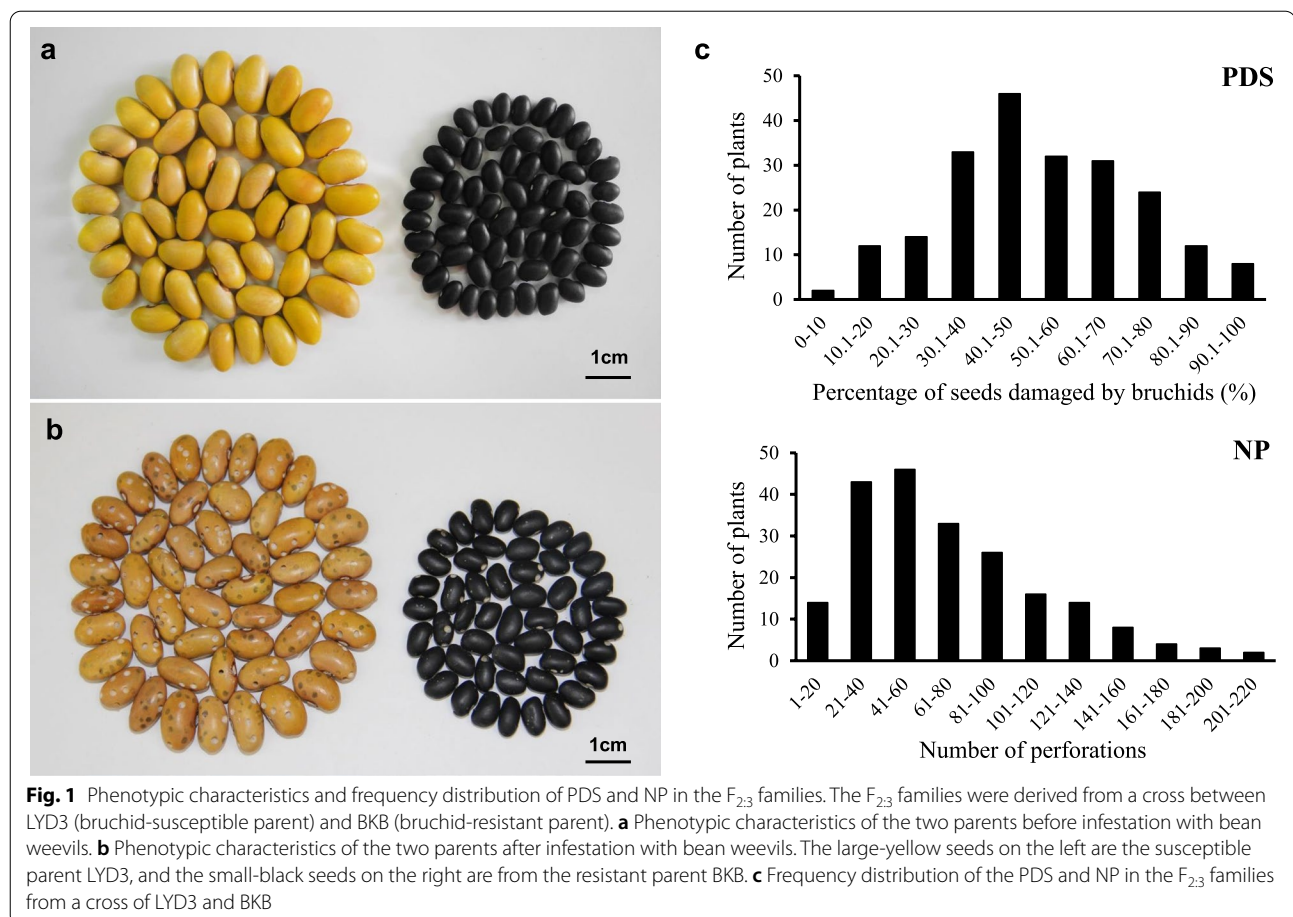 a
1cm
b
1cm
c
PDS
50
40
30
20
10
0
Number of plants
0-10
10.1-20
20.1-30
30.1-40
40.1-50
50.1-60
60.1-70
70.1-80
80.1-90
90.1-100
Percentage of seeds damaged by bruchids (%)
NP
50
40
30
20
10
0
Number of plants
1-20
21-40
41-60
61-80
81-100
101-120
121-140
141-160
161-180
181-200
201-220
Number of perforations
Fig. 1 Phenotypic characteristics and frequency distribution of PDS and NP in the F2:3 families. The F2:3 families were derived from a cross between
LYD3 (bruchid-susceptible parent) and BKB (bruchid-resistant parent). a Phenotypic characteristics of the two parents before infestation with bean
weevils. b Phenotypic characteristics of the two parents after infestation with bean weevils. The large-yellow seeds on the left are the susceptible
parent LYD3, and the small-black seeds on the right are from the resistant parent BKB. c Frequency distribution of the PDS and NP in the F2:3 families
from a cross of LYD3 and BKB